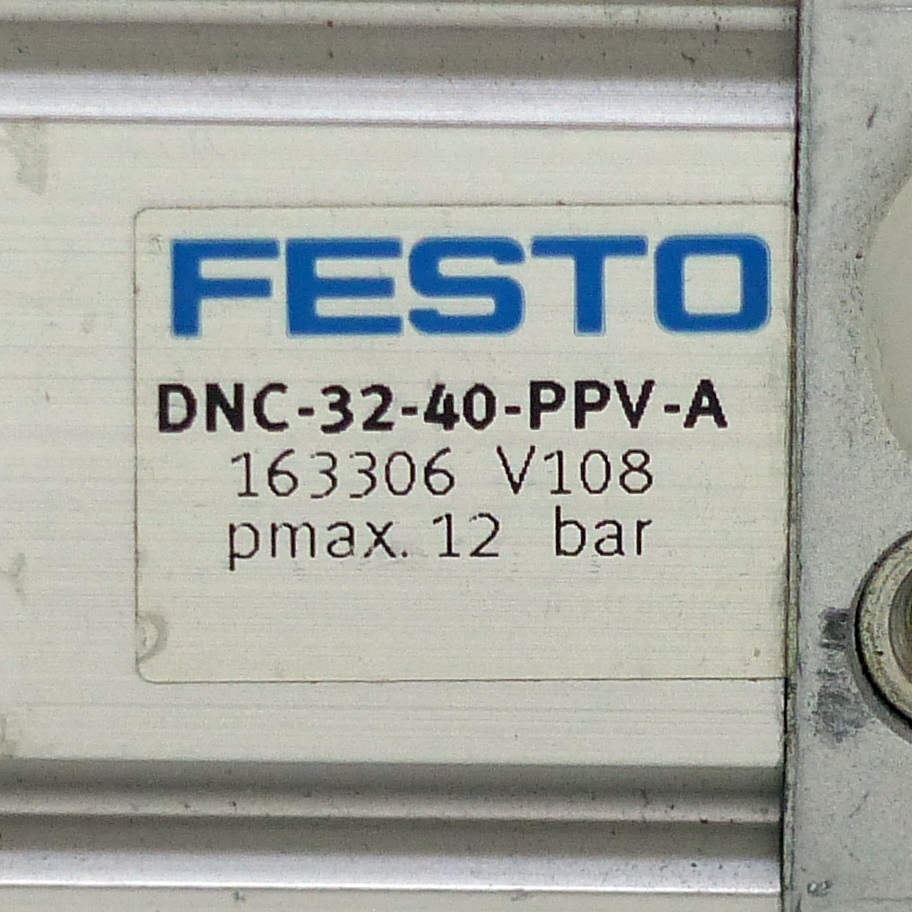 FESTO
DNC-32-40-PPV-A
163306 V108
pmax. 12 bar